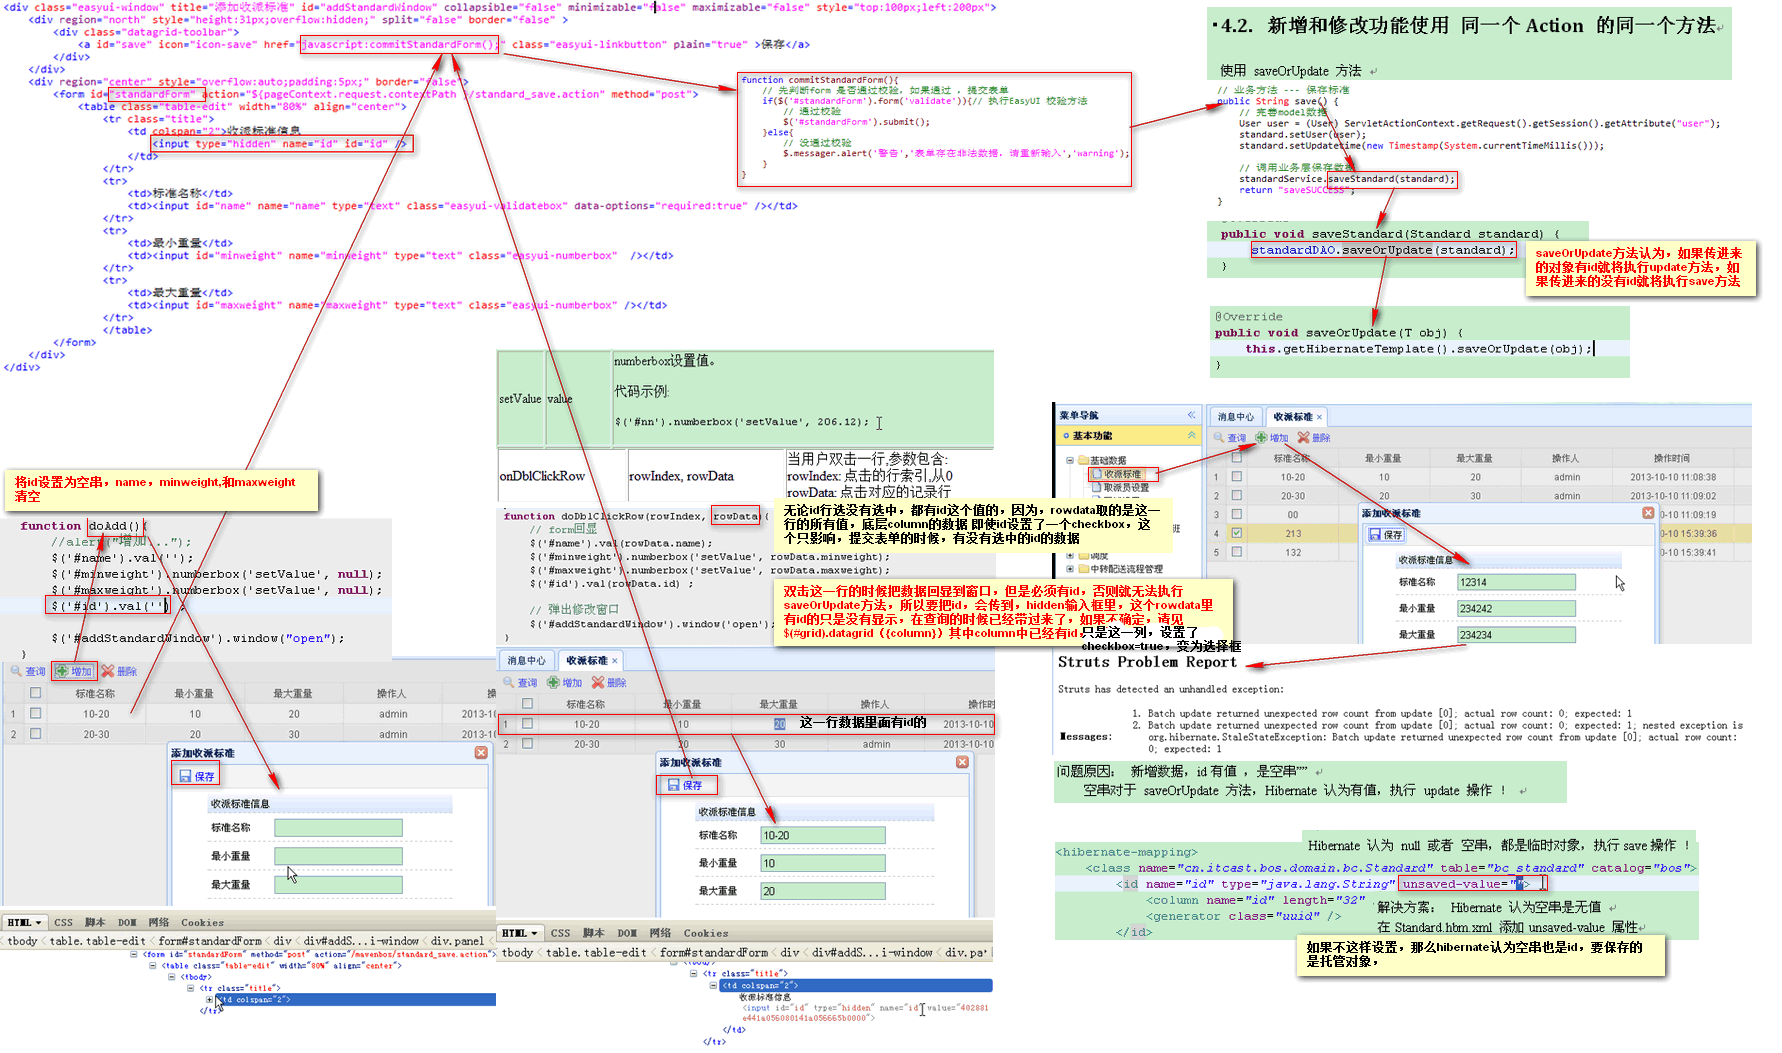 <div class="easyui-window" title="添加收派标准" id="addStandardWindow" collapsible="false" minimizable="false" maximizable="false" style="top:100px;left:200px">
<div region="north" style="height:31px;overflow:hidden;" split="false" border="false" >
<div class="datagrid-toolbar">
<a id="save" icon="icon-save" href="javascript:commitStandardForm();" class="easyui-linkbutton" plain="true" >保存</a>
</div>
</div>
<div region="center" style="overflow:auto;padding:5px;" border="false">
<form id="standardForm" action="${pageContext.request.contextPath }/standard_save.action" method="post">
<table class="table-edit" width="80%" align="center">
<tr class="title">
<td colspan="2">收派标准信息
<input type="hidden" name="id" id="id" />
</td>
</tr>
<tr>
<td>标准名称</td>
<td><input id="name" name="name" type="text" class="easyui-validatebox" data-options="required:true" /></td>
</tr>
<tr>
<td>最小重量</td>
<td><input id="minweight" name="minweight" type="text" class="easyui-numberbox" /></td>
</tr>
<tr>
<td>最大重量</td>
<td><input id="maxweight" name="maxweight" type="text" class="easyui-numberbox" /></td>
</tr>
</table>
</form>
</div>
</div>
function commitStandardForm(){
// 先判断form 是否通过校验，如果通过 ，提交表单
if($('#standardForm').form('validate')){// 执行EasyUI 校验方法
// 通过校验
$('#standardForm').submit();
}else{
// 没通过校验
$.messager.alert('警告','表单存在非法数据，请重新输入','warning');
}
}
4.2. 新增和修改功能使用 同一个 Action 的同一个方法
使用 saveOrUpdate 方法
// 业务方法 --- 保存标准
public String save() {
// 完善model数据
User user = (User) ServletActionContext.getRequest().getSession().getAttribute("user");
standard.setUser(user);
standard.setUpdatetime(new Timestamp(System.currentTimeMillis()));
// 调用业务层保存数据
standardService.saveStandard(standard);
return "saveSUCCESS";
}
public void saveStandard(Standard standard) {
standardDAO.saveOrUpdate(standard);
}
saveOrUpdate方法认为，如果传进来
的对象有id就将执行update方法，如
果传进来的没有id就将执行save方法
@Override
public void saveOrUpdate(T obj) {
this.getHibernateTemplate().saveOrUpdate(obj);
}
setValue value
numberbox设置值。
代码示例:
$('#nn').numberbox('setValue', 206.12);
onDblClickRow rowIndex, rowData
当用户双击一行,参数包含:
rowIndex: 点击的行索引,从0
rowData: 点击对应的记录行
将id设置为空串，name，minweight,和maxweight
清空
function doAdd(){
//alert("增加...");
$('#name').val('');
$('#minweight').numberbox('setValue', null);
$('#maxweight').numberbox('setValue', null);
$('#id').val('') ;
$('#addStandardWindow').window("open");
}
function doDblClickRow(rowIndex, rowData){
// form回显
$('#name').val(rowData.name);
$('#minweight').numberbox('setValue', rowData.minweight);
$('#maxweight').numberbox('setValue', rowData.maxweight);
$('#id').val(rowData.id) ;
// 弹出修改窗口
$('#addStandardWindow').window('open');
}
无论id行选没有选中，都有id这个值的，因为，rowdata取的是这一
行的所有值，底层column的数据 即使id设置了一个checkbox，这
个只影响，提交表单的时候，有没有选中的id的数据
双击这一行的时候把数据回显到窗口，但是必须有id，否则就无法执行
saveOrUpdate方法，所以要把id，会传到，hidden输入框里，这个rowdata里
有id的只是没有显示，在查询的时候已经带过来了，如果不确定，请见
$(#grid).datagrid（{column}）其中column中已经有id，
只是这一列，设置了
checkbox=true，变为选择框
菜单导航
基本功能
基础数据
收派标准
取派员设置
调度
中转配送流程管理
消息中心 收派标准 ×
查询 增加 删除
标准名称 最小重量 最大重量 操作人 操作时间
1 10-20 10 20 admin 2013-10-10 11:08:38
2 20-30 20 30 admin 2013-10-10 11:09:02
3 00 0-10 11:09:19
4 213 0-10 15:39:36
5 132 0-10 15:39:41
添加收派标准
保存
收派标准信息
标准名称 12314
最小重量 234242
最大重量 234234
查询 增加 删除
标准名称 最小重量 最大重量 操作人
1 10-20 10 20 admin 2013-10
2 20-30 20 30 admin 2013-10
添加收派标准
保存
收派标准信息
标准名称
最小重量
最大重量
消息中心 收派标准 ×
查询 增加 删除
标准名称 最小重量 最大重量 操作人 操作时
1 10-20 10 20 这一行数据里面有id的 2013-10-10
2 20-30 20 30 admin 2013-10-10
添加收派标准
保存
收派标准信息
标准名称 10-20
最小重量 10
最大重量 20
Struts Problem Report
Struts has detected an unhandled exception:
Messages:
1. Batch update returned unexpected row count from update [0]; actual row count: 0; expected: 1
2. Batch update returned unexpected row count from update [0]; actual row count: 0; expected: 1; nested exception is
org.hibernate.StaleStateException: Batch update returned unexpected row count from update [0]; actual row count:
0; expected: 1
问题原因： 新增数据，id 有值 ，是空串""
空串对于 saveOrUpdate 方法，Hibernate 认为有值，执行 update 操作 ！
Hibernate 认为 null 或者 空串，都是临时对象，执行 save 操作 ！
<hibernate-mapping>
<class name="cn.itcast.bos.domain.bc.Standard" table="bc_standard" catalog="bos">
<id name="id" type="java.lang.String" unsaved-value="">
<column name="id" length="32"
<generator class="uuid" />
</id>
解决方案： Hibernate 认为空串是无值
在 Standard.hbm.xml 添加 unsaved-value 属性
如果不这样设置，那么hibernate认为空串也是id，要保存的
是托管对象，
HTML CSS 脚本 DOM 网络 Cookies
tbody < table.table-edit < form#standardForm < div < div#addS...i-window < div.panel <
<form id="standardForm" method="post" action="/mavenbox/standard_save.action">
<table class="table-edit" width="80%" align="center">
<tbody>
<tr class="title">
<td colspan="2">
</tr>
HTML CSS 脚本 DOM 网络 Cookies
tbody < table.table-edit < form#standardForm < div < div#addS...i-window < div.pa
<tr class="title">
<td colspan="2">
收派标准信息
<input id="id" type="hidden" name="id" value="402881
e441a056080141a056665b0000">
</td>
</tr>